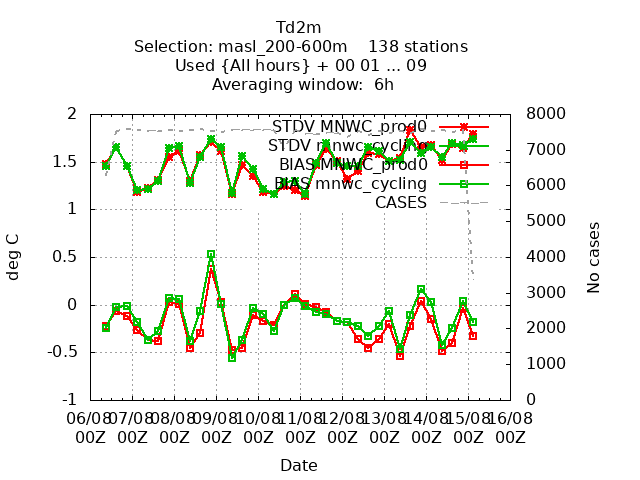 Td2m
Selection: masl_200-600m 138 stations
Used {All hours} + 00 01 ... 09
Averaging window: 6h
2
1.5
1
0.5
0
-0.5
-1
deg C
8000
7000
6000
5000
4000
3000
2000
1000
0
No cases
STDV MNWC_prod0
STDV mnwc_cycling
BIAS MNWC_prod0
BIAS mnwc_cycling
CASES
06/08 07/08 08/08 09/08 10/08 11/08 12/08 13/08 14/08 15/08 16/08
00Z 00Z 00Z 00Z 00Z 00Z 00Z 00Z 00Z 00Z 00Z
Date